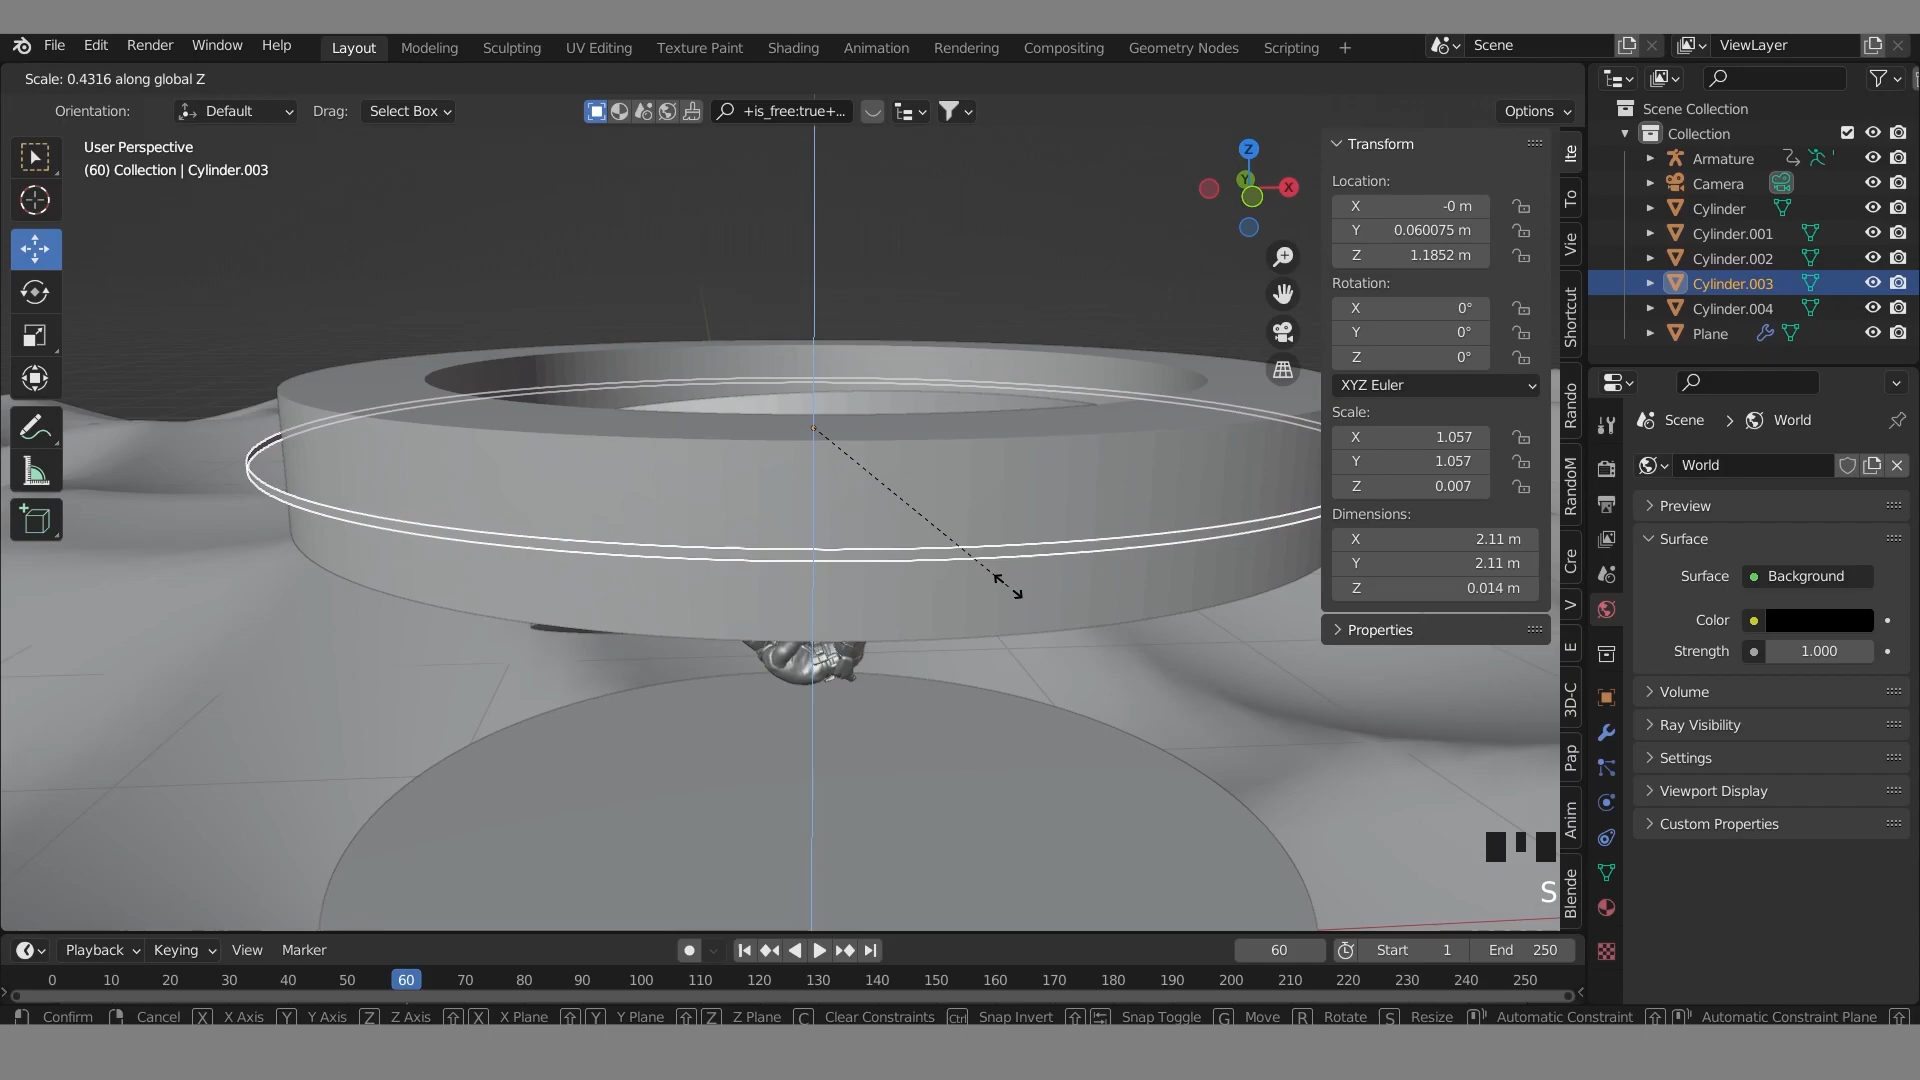 File Edit Render Window Help Layout Modeling Sculpting UV Editing Texture Paint Shading Animation Rendering Compositing Geometry Nodes Scripting + Scene ViewLayer
Scale: 0.4316 along global Z
Orientation: Default Drag: Select Box +is_free:true+... Options
User Perspective
(60) Collection | Cylinder.003
Z
Y
X
Transform
Location:
X -0 m
Y 0.060075 m
Z 1.1852 m
Rotation:
X 0°
Y 0°
Z 0°
XYZ Euler
Scale:
X 1.057
Y 1.057
Z 0.007
Dimensions:
X 2.11 m
Y 2.11 m
Z 0.014 m
Properties
Ite
To
Vie
Shortcut
Rando
RandoM
Cre
V
E
3D-C
Pap
Anim
Blende
S
Scene Collection
Collection
Armature
Camera
Cylinder
Cylinder.001
Cylinder.002
Cylinder.003
Cylinder.004
Plane
Scene > World
World
Preview
Surface
Surface Background
Color
Strength 1.000
Volume
Ray Visibility
Settings
Viewport Display
Custom Properties
Playback Keying View Marker 60 Start 1 End 250
0 10 20 30 40 50 60 70 80 90 100 110 120 130 140 150 160 170 180 190 200 210 220 230 240 250
Confirm Cancel X X Axis Y Y Axis Z Z Axis X X Plane Y Y Plane Z Z Plane C Clear Constraints Ctrl Snap Invert Snap Toggle G Move R Rotate S Resize Automatic Constraint Automatic Constraint Plane